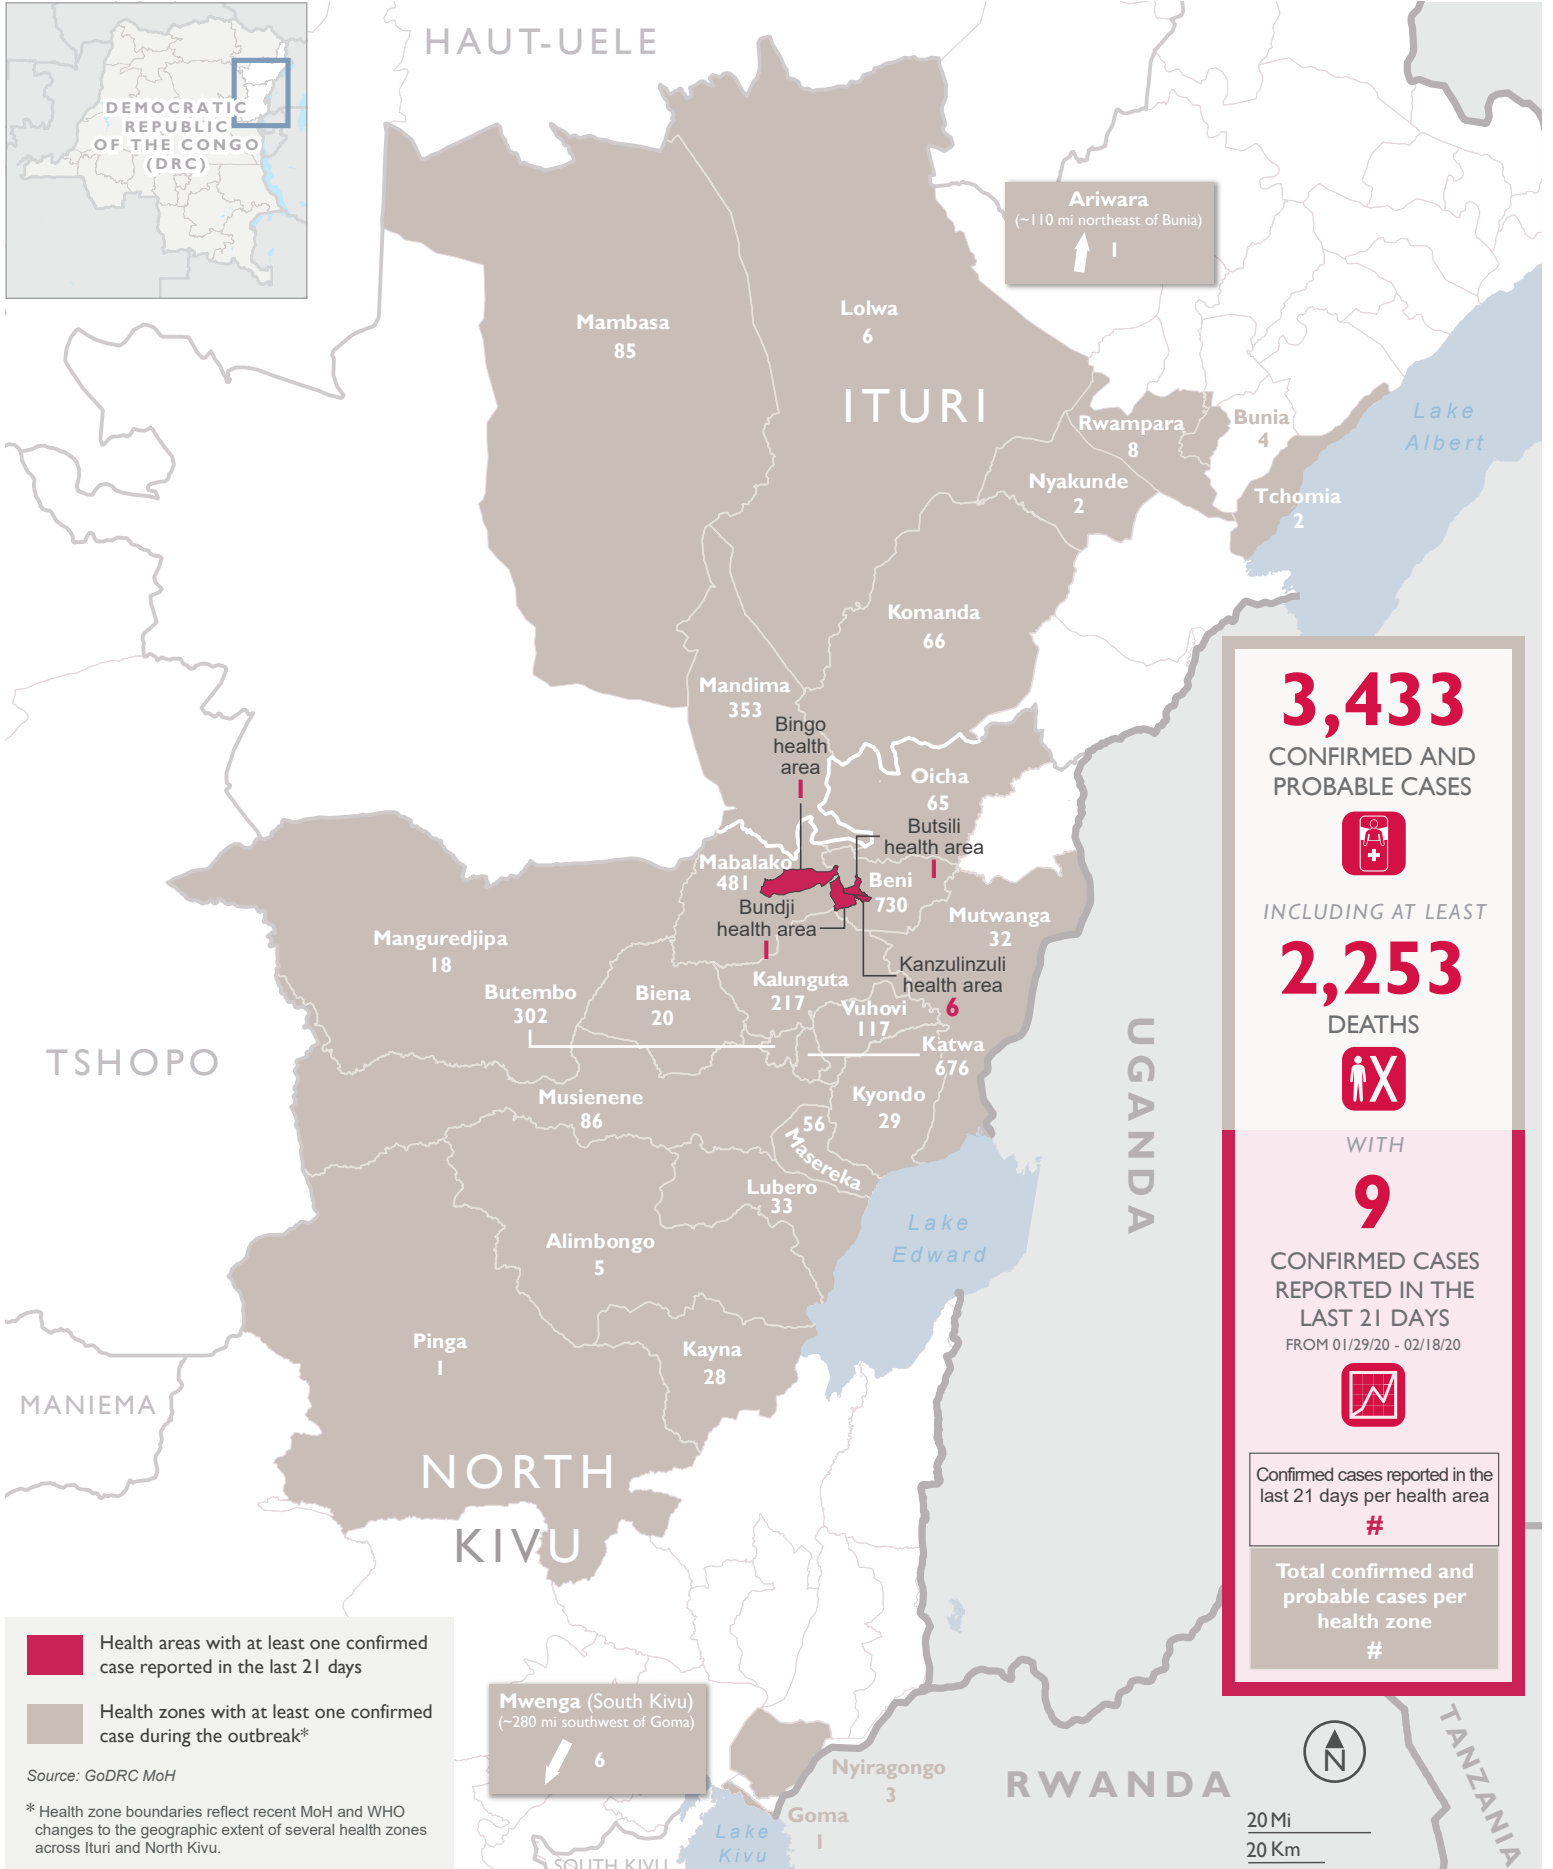 HAUT-UELE
DEMOCRATIC
REPUBLIC
OF THE CONGO
(DRC)
Ariwara
(~110 mi northeast of Bunia)
1
Mambasa
85
Lolwa
6
ITURI
Rwampara
8
Bunia
4
Lake
Albert
Nyakunde
2
Tchomia
2
Komanda
66
Mandima
353
Bingo
health
area
1
Oicha
65
Butsili
health area
1
Mabalako
481
Beni
730
Bundji
health area
1
Mutwanga
32
Manguredjipa
18
Kanzulinzuli
health area
6
Butembo
302
Biena
20
Kalunguta
217
Vuhovi
117
Katwa
676
TSHOPO
Musienene
86
Kyondo
29
56
Masereka
Lubero
33
Lake
Edward
UGANDA
Alimbongo
5
Pinga
1
Kayna
28
MANIEMA
NORTH
KIVU
3,433
CONFIRMED AND
PROBABLE CASES
INCLUDING AT LEAST
2,253
DEATHS
WITH
9
CONFIRMED CASES
REPORTED IN THE
LAST 21 DAYS
FROM 01/29/20 - 02/18/20
Confirmed cases reported in the
last 21 days per health area
#
Total confirmed and
probable cases per
health zone
#
Health areas with at least one confirmed
case reported in the last 21 days
Health zones with at least one confirmed
case during the outbreak*
Source: GoDRC MoH
* Health zone boundaries reflect recent MoH and WHO
changes to the geographic extent of several health zones
across Ituri and North Kivu.
Mwenga (South Kivu)
(~280 mi southwest of Goma)
6
Nyiragongo
3
Goma
1
Lake
Kivu
SOUTH KIVU
RWANDA
TANZANIA
N
20 Mi
20 Km